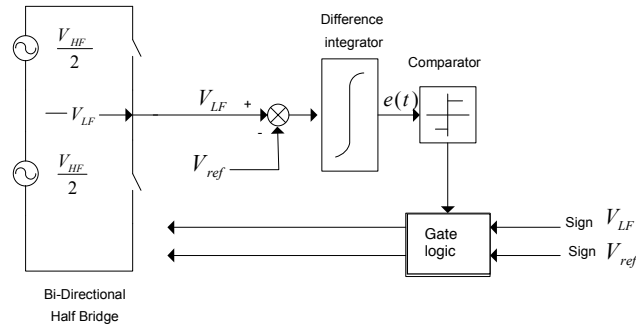 Difference
integrator
Comparator
V_HF
2
V_LF
V_LF
+
-
V_ref
e(t)
V_HF
2
Gate
logic
Sign V_LF
Sign V_ref
Bi-Directional
Half Bridge